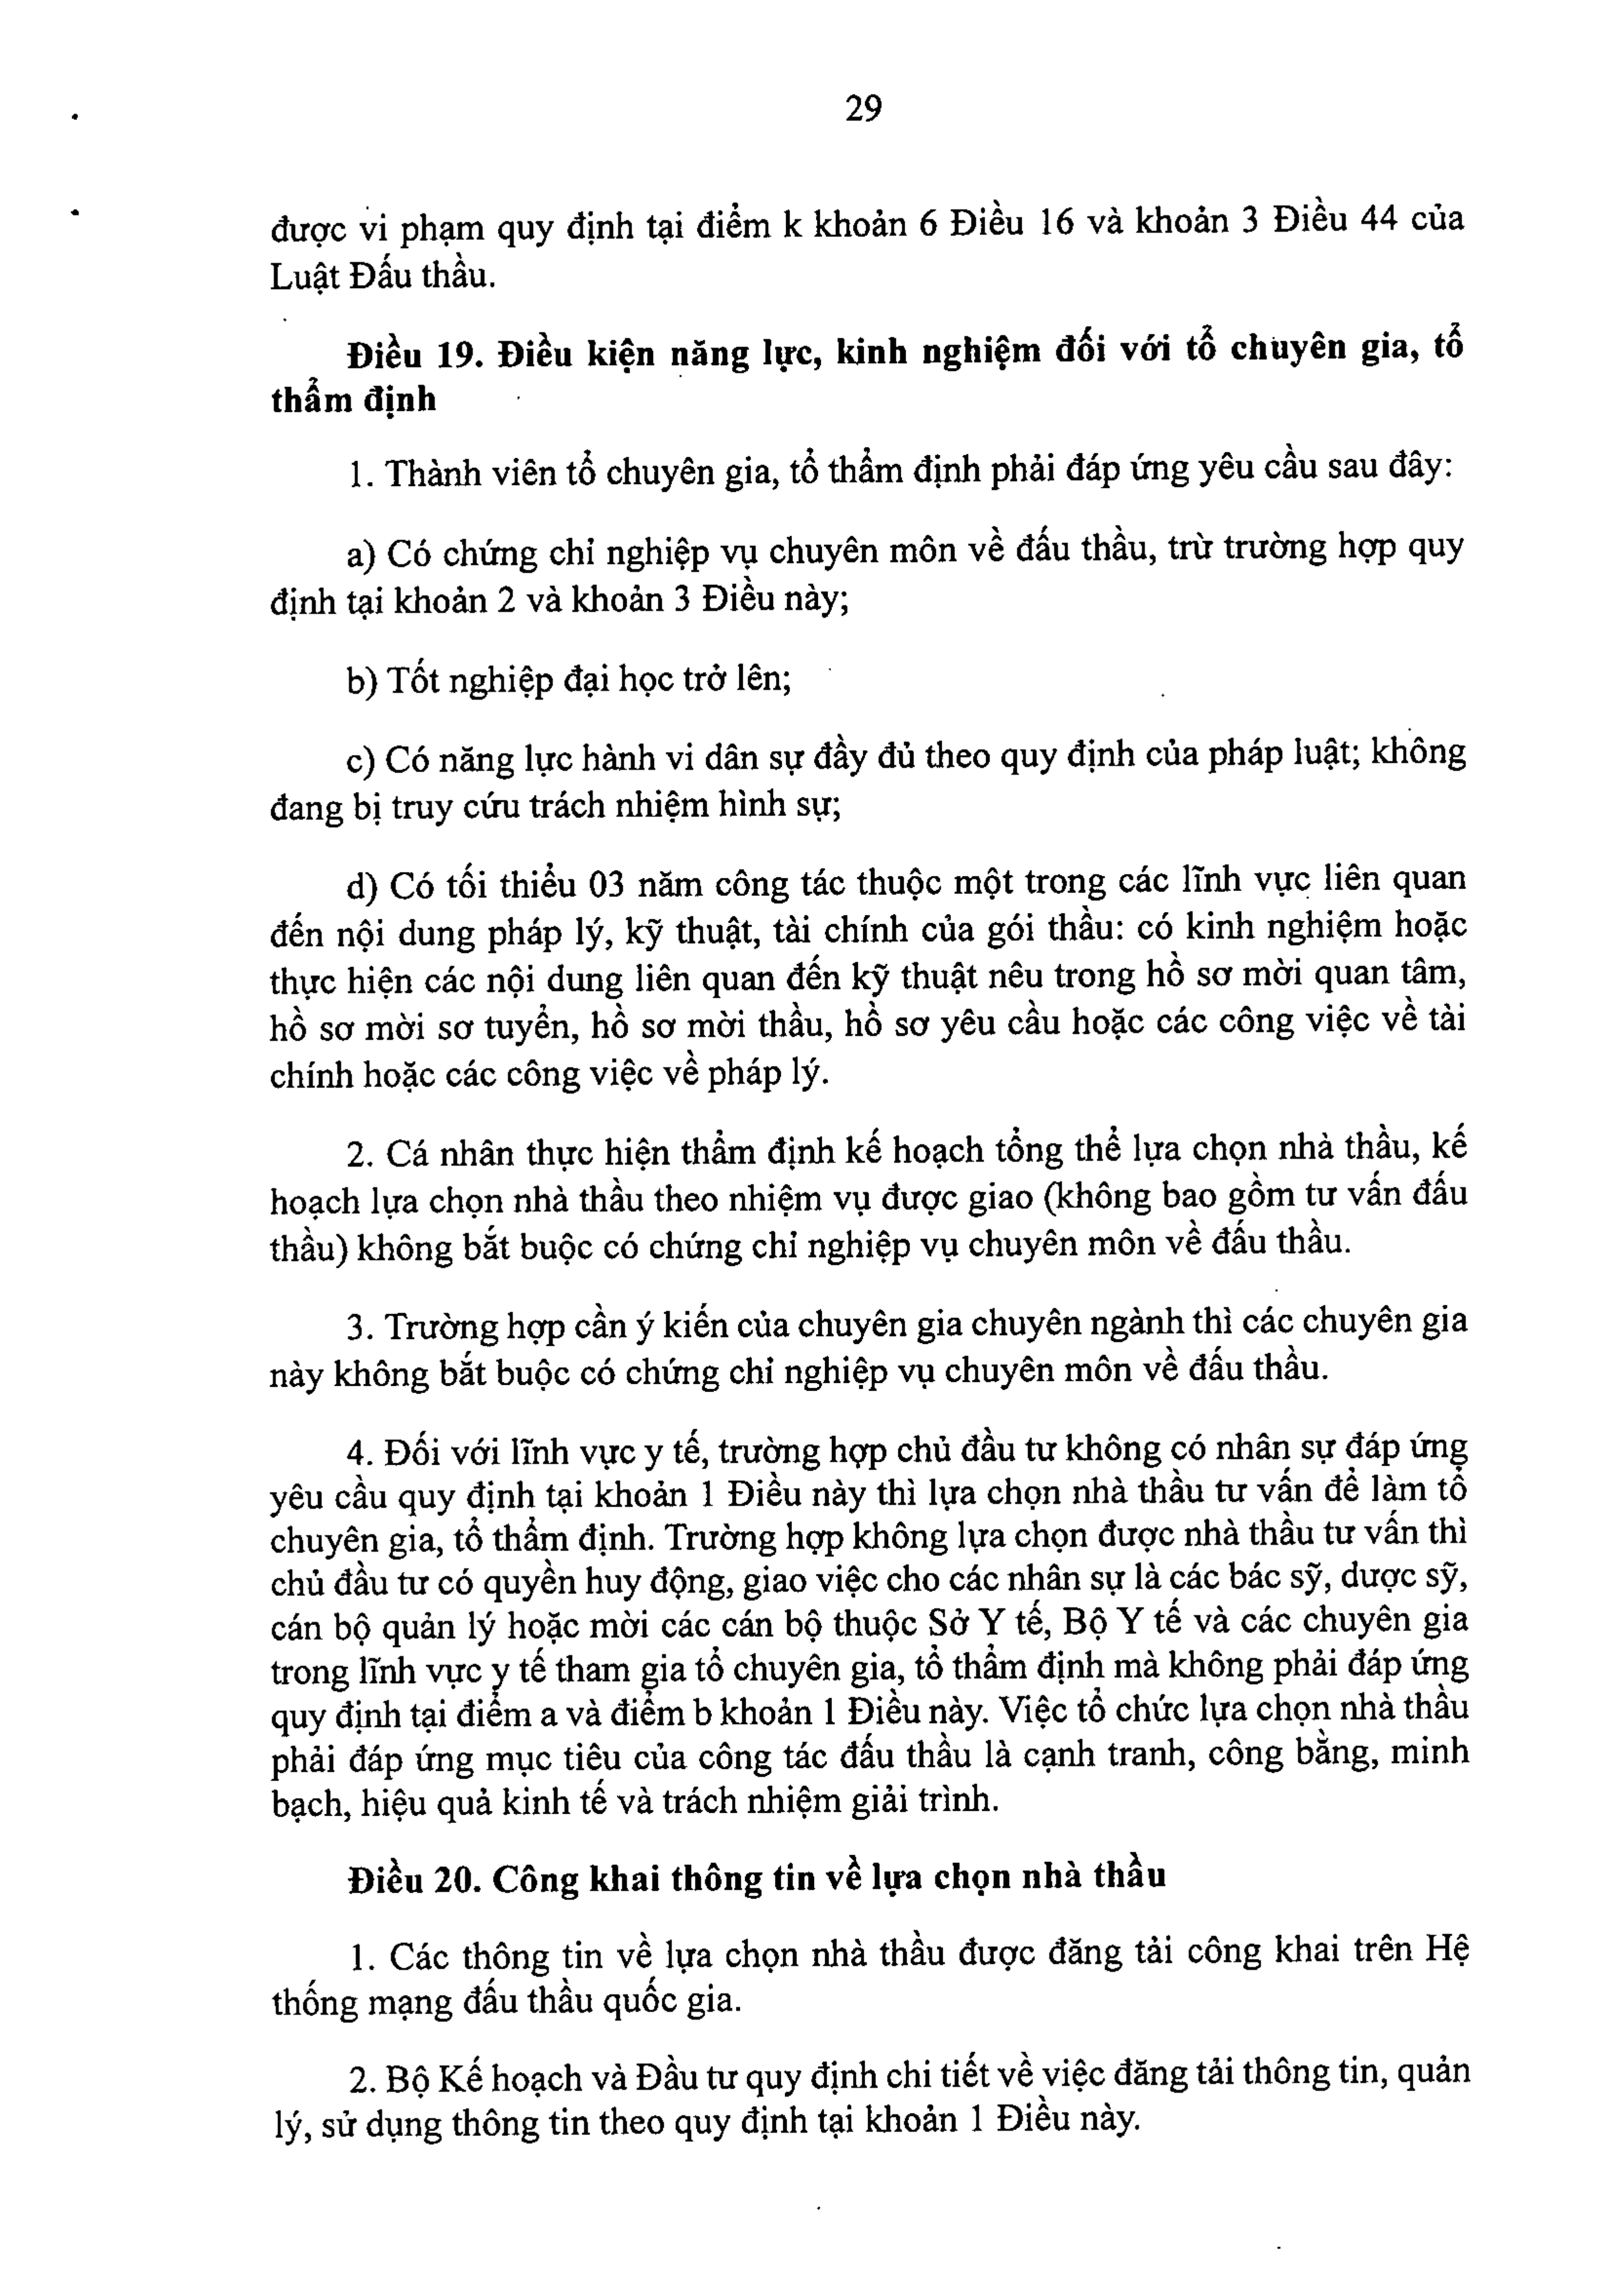 29
được vi phạm quy định tại điểm k khoản 6 Điều 16 và khoản 3 Điều 44 của
Luật Đấu thầu.
Điều 19. Điều kiện năng lực, kinh nghiệm đối với tổ chuyên gia, tổ
thẩm định
1. Thành viên tổ chuyên gia, tổ thẩm định phải đáp ứng yêu cầu sau đây:
a) Có chứng chỉ nghiệp vụ chuyên môn về đấu thầu, trừ trường hợp quy
định tại khoản 2 và khoản 3 Điều này;
b) Tốt nghiệp đại học trở lên;
c) Có năng lực hành vi dân sự đầy đủ theo quy định của pháp luật; không
đang bị truy cứu trách nhiệm hình sự;
d) Có tối thiểu 03 năm công tác thuộc một trong các lĩnh vực liên quan
đến nội dung pháp lý, kỹ thuật, tài chính của gói thầu: có kinh nghiệm hoặc
thực hiện các nội dung liên quan đến kỹ thuật nêu trong hồ sơ mời quan tâm,
hồ sơ mời sơ tuyển, hồ sơ mời thầu, hồ sơ yêu cầu hoặc các công việc về tài
chính hoặc các công việc về pháp lý.
2. Cá nhân thực hiện thẩm định kế hoạch tổng thể lựa chọn nhà thầu, kế
hoạch lựa chọn nhà thầu theo nhiệm vụ được giao (không bao gồm tư vấn đấu
thầu) không bắt buộc có chứng chỉ nghiệp vụ chuyên môn về đấu thầu.
3. Trường hợp cần ý kiến của chuyên gia chuyên ngành thì các chuyên gia
này không bắt buộc có chứng chỉ nghiệp vụ chuyên môn về đấu thầu.
4. Đối với lĩnh vực y tế, trường hợp chủ đầu tư không có nhân sự đáp ứng
yêu cầu quy định tại khoản 1 Điều này thì lựa chọn nhà thầu tư vấn để làm tổ
chuyên gia, tổ thẩm định. Trường hợp không lựa chọn được nhà thầu tư vấn thì
chủ đầu tư có quyền huy động, giao việc cho các nhân sự là các bác sỹ, dược sỹ,
cán bộ quản lý hoặc mời các cán bộ thuộc Sở Y tế, Bộ Y tế và các chuyên gia
trong lĩnh vực y tế tham gia tổ chuyên gia, tổ thẩm định mà không phải đáp ứng
quy định tại điểm a và điểm b khoản 1 Điều này. Việc tổ chức lựa chọn nhà thầu
phải đáp ứng mục tiêu của công tác đấu thầu là cạnh tranh, công bằng, minh
bạch, hiệu quả kinh tế và trách nhiệm giải trình.
Điều 20. Công khai thông tin về lựa chọn nhà thầu
1. Các thông tin về lựa chọn nhà thầu được đăng tải công khai trên Hệ
thống mạng đấu thầu quốc gia.
2. Bộ Kế hoạch và Đầu tư quy định chi tiết về việc đăng tải thông tin, quản
lý, sử dụng thông tin theo quy định tại khoản 1 Điều này.